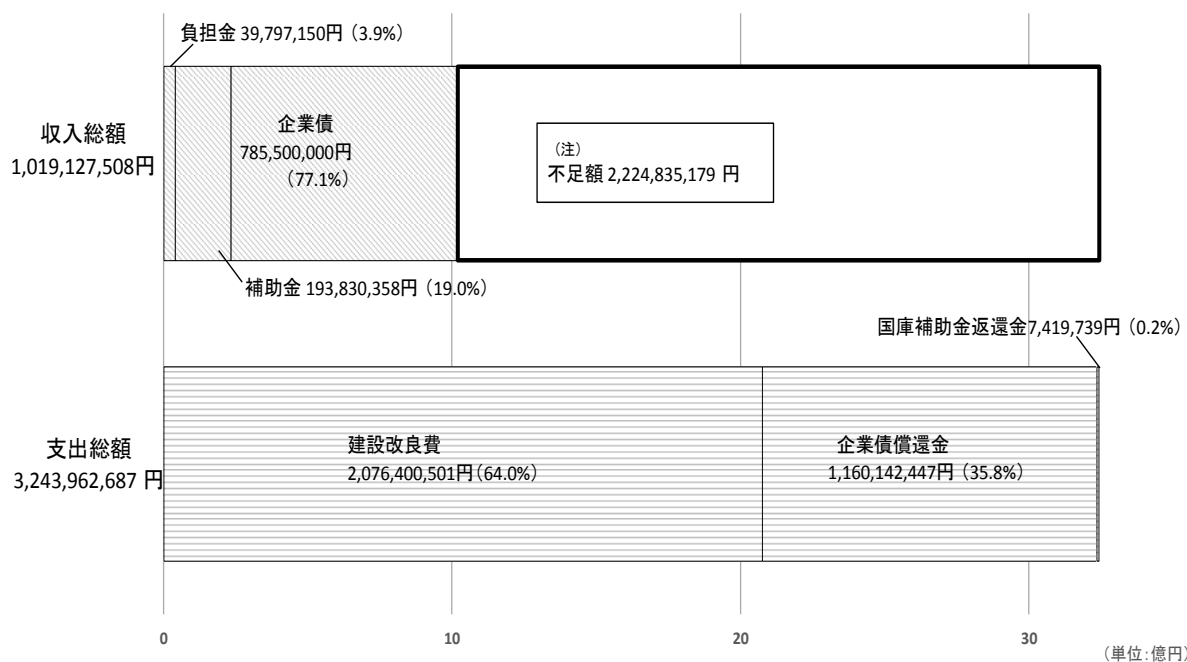 負担金 39,797,150円（3.9%）
収入総額
1,019,127,508円
企業債
785,500,000円
（77.1%）
（注）
不足額 2,224,835,179 円
補助金 193,830,358円（19.0%）
国庫補助金返還金7,419,739円（0.2%）
支出総額
3,243,962,687 円
建設改良費
2,076,400,501円（64.0%）
企業債償還金
1,160,142,447円（35.8%）
0 10 20 30
（単位：億円）